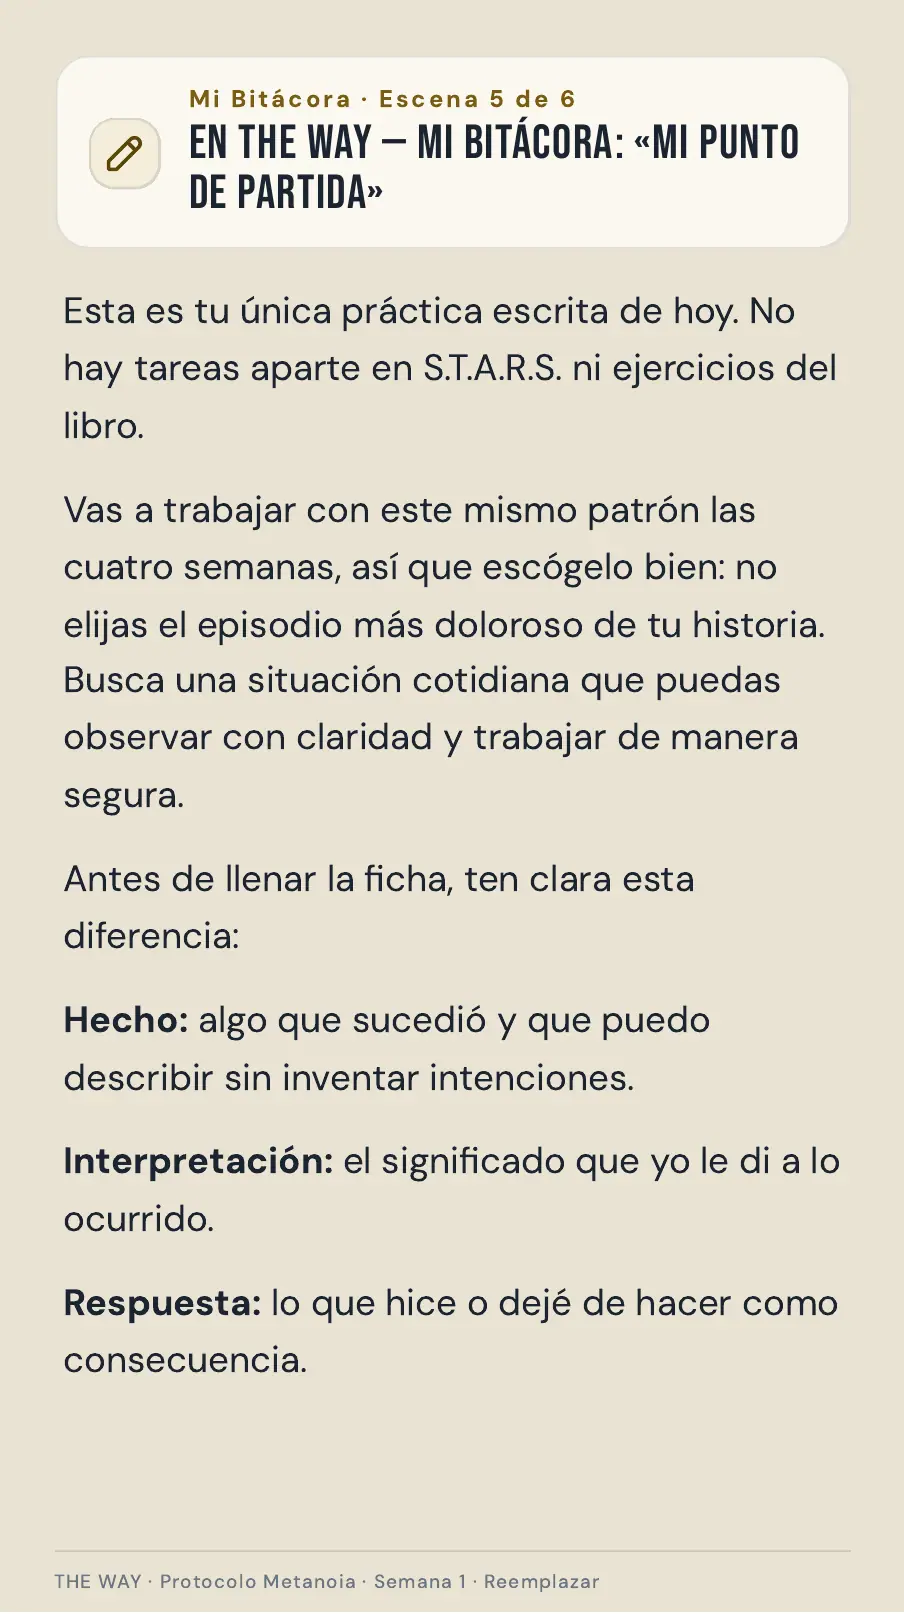 Mi Bitácora · Escena 5 de 6
EN THE WAY — MI BITÁCORA: «MI PUNTO
DE PARTIDA»
Esta es tu única práctica escrita de hoy. No
hay tareas aparte en S.T.A.R.S. ni ejercicios del
libro.
Vas a trabajar con este mismo patrón las
cuatro semanas, así que escógelo bien: no
elijas el episodio más doloroso de tu historia.
Busca una situación cotidiana que puedas
observar con claridad y trabajar de manera
segura.
Antes de llenar la ficha, ten clara esta
diferencia:
Hecho: algo que sucedió y que puedo
describir sin inventar intenciones.
Interpretación: el significado que yo le di a lo
ocurrido.
Respuesta: lo que hice o dejé de hacer como
consecuencia.
THE WAY · Protocolo Metanoia · Semana 1 · Reemplazar